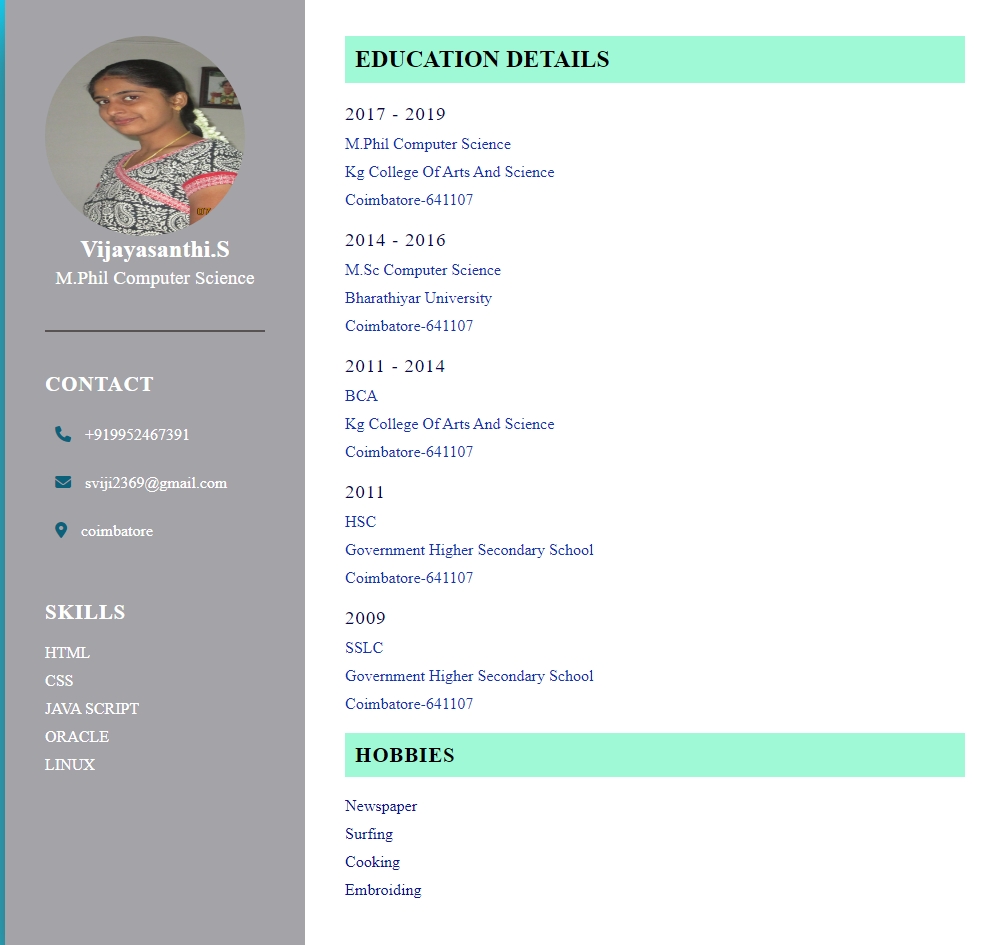 Vijayasanthi.S
M.Phil Computer Science
CONTACT
+919952467391
sviji2369@gmail.com
coimbatore
SKILLS
HTML
CSS
JAVA SCRIPT
ORACLE
LINUX
EDUCATION DETAILS
2017 - 2019
M.Phil Computer Science
Kg College Of Arts And Science
Coimbatore-641107
2014 - 2016
M.Sc Computer Science
Bharathiyar University
Coimbatore-641107
2011 - 2014
BCA
Kg College Of Arts And Science
Coimbatore-641107
2011
HSC
Government Higher Secondary School
Coimbatore-641107
2009
SSLC
Government Higher Secondary School
Coimbatore-641107
HOBBIES
Newspaper
Surfing
Cooking
Embroiding